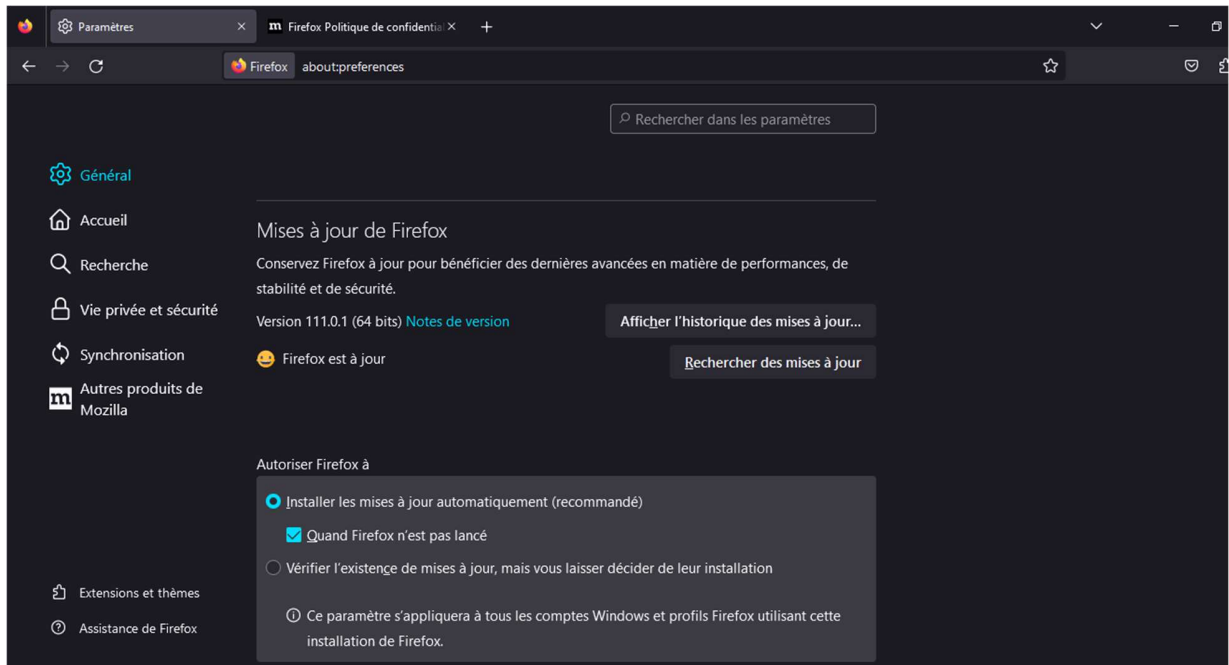 Paramètres
Firefox Politique de confidential
Firefox about:preferences
Rechercher dans les paramètres
Général
Accueil
Recherche
Vie privée et sécurité
Synchronisation
Autres produits de
Mozilla
Extensions et thèmes
Assistance de Firefox
Mises à jour de Firefox
Conservez Firefox à jour pour bénéficier des dernières avancées en matière de performances, de
stabilité et de sécurité.
Version 111.0.1 (64 bits) Notes de version
Afficher l’historique des mises à jour...
Firefox est à jour
Rechercher des mises à jour
Autoriser Firefox à
Installer les mises à jour automatiquement (recommandé)
Quand Firefox n’est pas lancé
Vérifier l’existence de mises à jour, mais vous laisser décider de leur installation
Ce paramètre s’appliquera à tous les comptes Windows et profils Firefox utilisant cette
installation de Firefox.